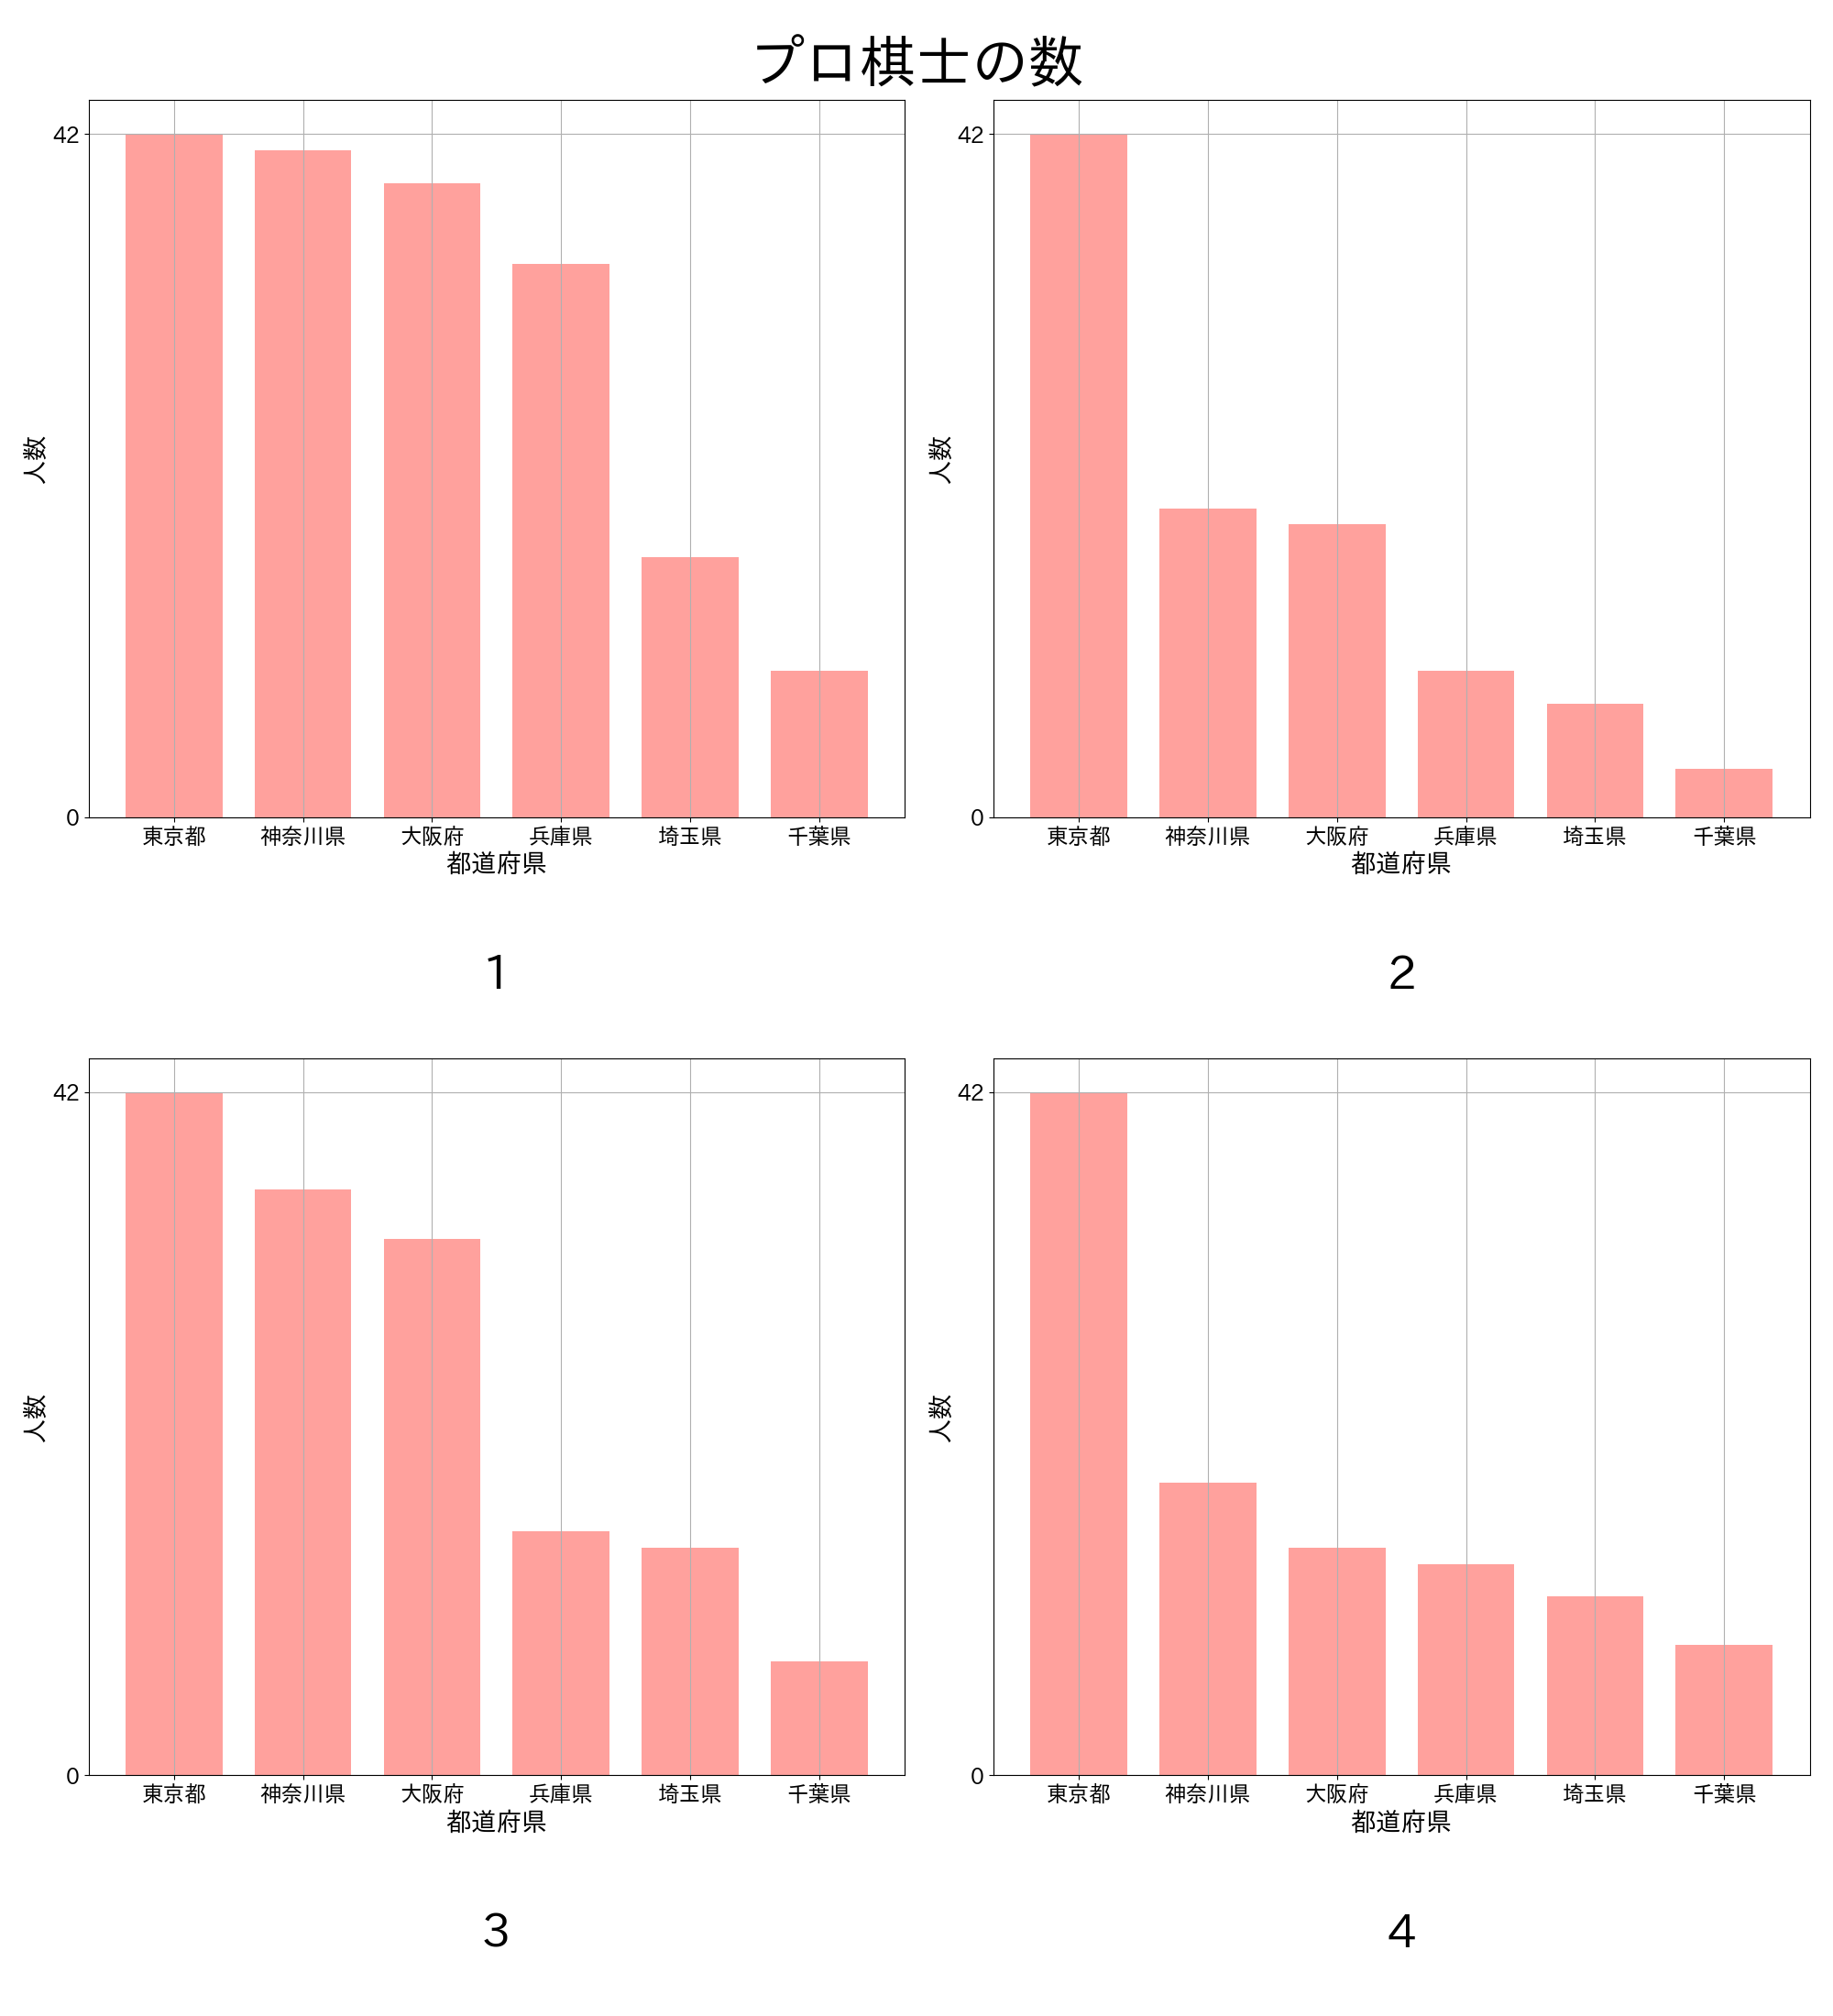 プロ棋士の数
42
人数
0
東京都 神奈川県 大阪府 兵庫県 埼玉県 千葉県
都道府県
1
42
人数
0
東京都 神奈川県 大阪府 兵庫県 埼玉県 千葉県
都道府県
2
42
人数
0
東京都 神奈川県 大阪府 兵庫県 埼玉県 千葉県
都道府県
3
42
人数
0
東京都 神奈川県 大阪府 兵庫県 埼玉県 千葉県
都道府県
4